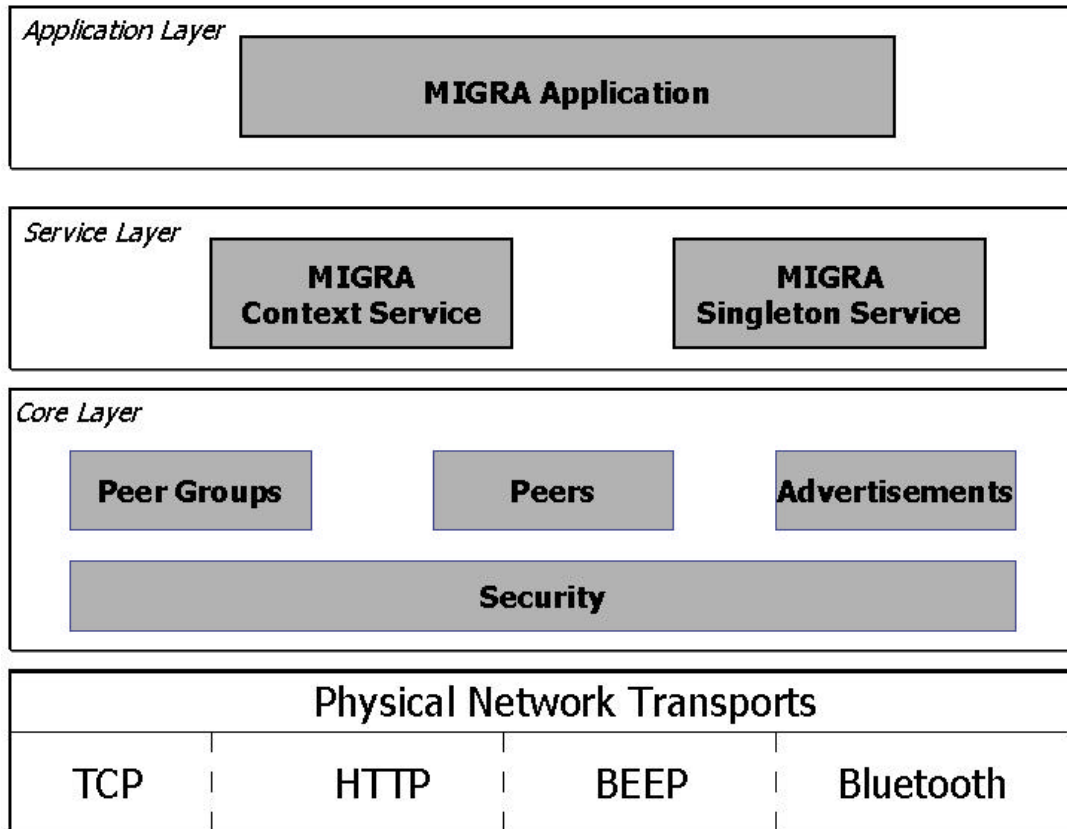 Application Layer
MIGRA Application
Service Layer
MIGRA
Context Service
MIGRA
Singleton Service
Core Layer
Peer Groups
Peers
Advertisements
Security
Physical Network Transports
TCP
HTTP
BEEP
Bluetooth